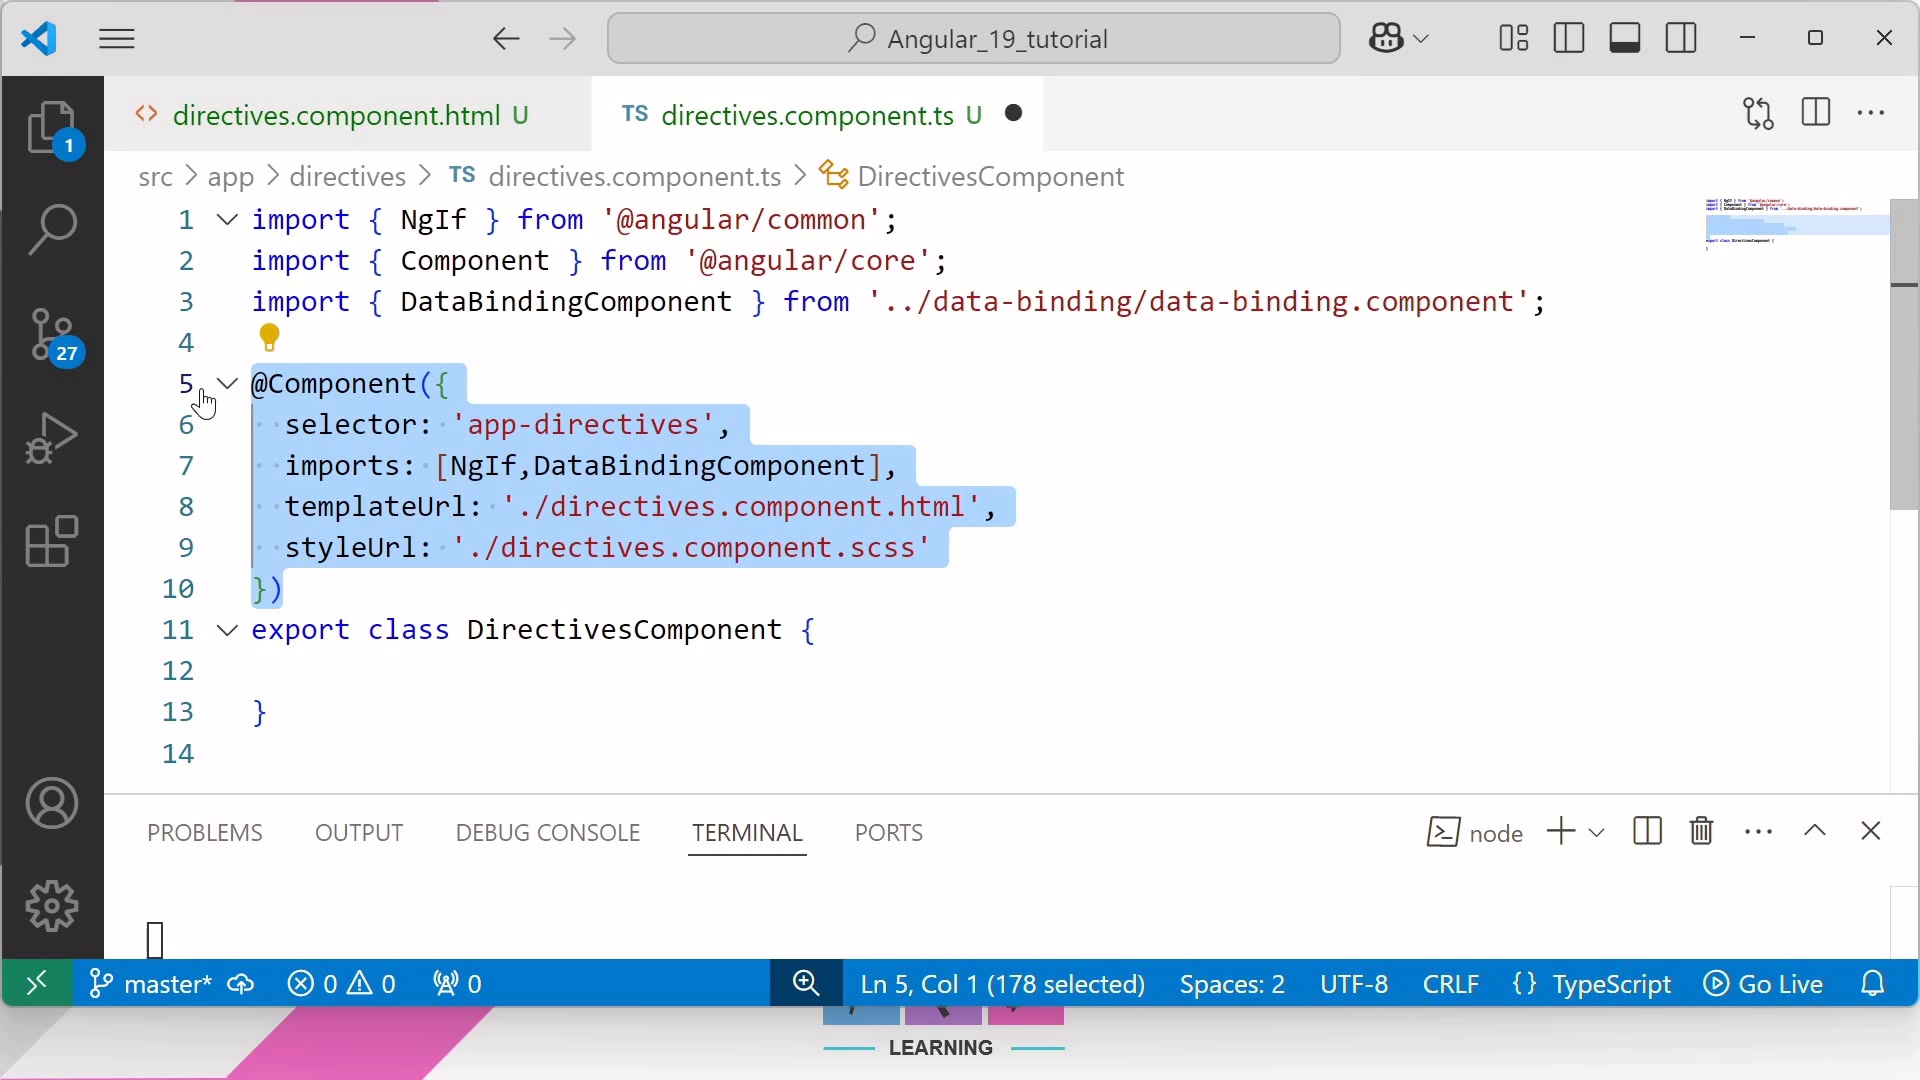 Angular_19_tutorial
directives.component.html U
TS directives.component.ts U
src > app > directives > TS directives.component.ts > DirectivesComponent
1 import { NgIf } from '@angular/common';
2 import { Component } from '@angular/core';
3 import { DataBindingComponent } from '../data-binding/data-binding.component';
4
5 @Component({
6 selector: 'app-directives',
7 imports: [NgIf,DataBindingComponent],
8 templateUrl: './directives.component.html',
9 styleUrl: './directives.component.scss'
10 })
11 export class DirectivesComponent {
12
13 }
14
1
27
PROBLEMS OUTPUT DEBUG CONSOLE TERMINAL PORTS node
master* 0 0 0 Ln 5, Col 1 (178 selected) Spaces: 2 UTF-8 CRLF {} TypeScript Go Live
LEARNING